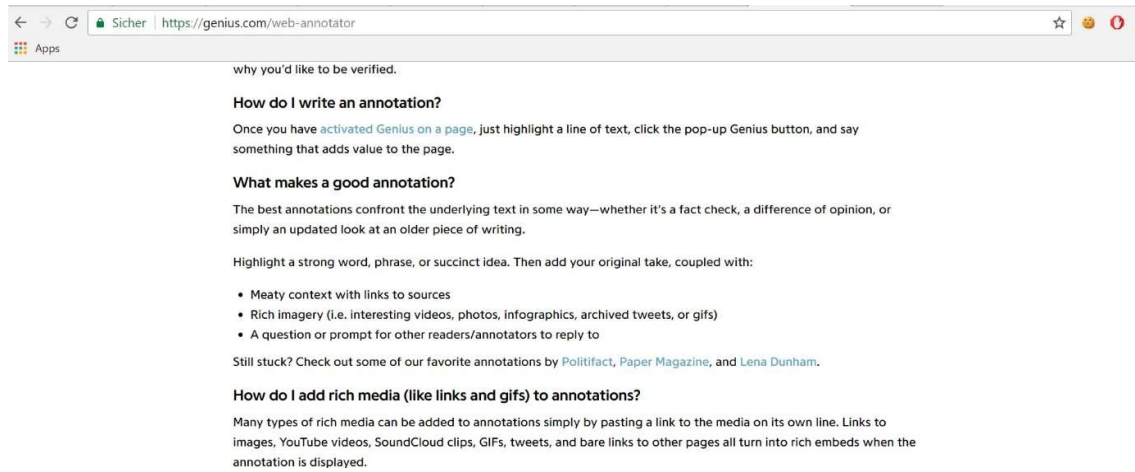 Sicher https://genius.com/web-annotator
Apps
why you'd like to be verified.
How do I write an annotation?
Once you have activated Genius on a page, just highlight a line of text, click the pop-up Genius button, and say
something that adds value to the page.
What makes a good annotation?
The best annotations confront the underlying text in some way—whether it's a fact check, a difference of opinion, or
simply an updated look at an older piece of writing.
Highlight a strong word, phrase, or succinct idea. Then add your original take, coupled with:
• Meaty context with links to sources
• Rich imagery (i.e. interesting videos, photos, infographics, archived tweets, or gifs)
• A question or prompt for other readers/annotators to reply to
Still stuck? Check out some of our favorite annotations by Politifact, Paper Magazine, and Lena Dunham.
How do I add rich media (like links and gifs) to annotations?
Many types of rich media can be added to annotations simply by pasting a link to the media on its own line. Links to
images, YouTube videos, SoundCloud clips, GIFs, tweets, and bare links to other pages all turn into rich embeds when the
annotation is displayed.